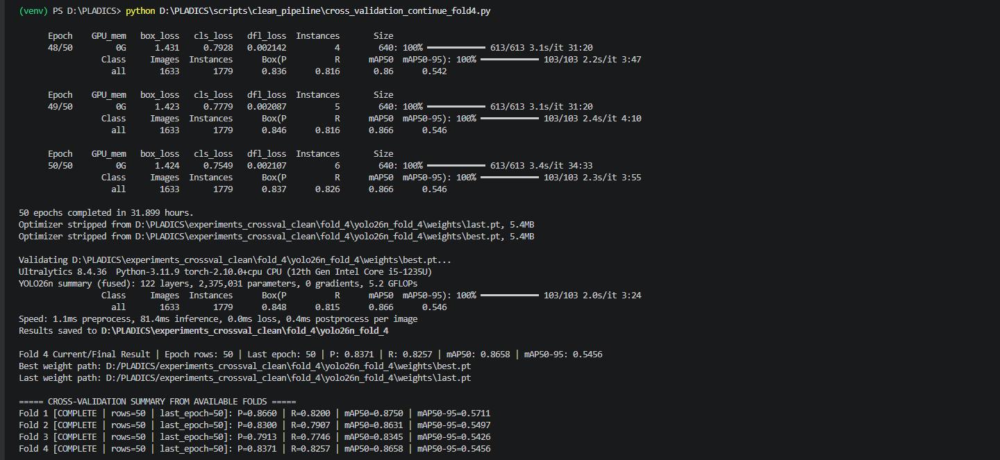 (venv) PS D:\PLADICS> python D:\PLADICS\scripts\clean_pipeline\cross_validation_continue_fold4.py
Epoch GPU_mem box_loss cls_loss dfl_loss Instances Size
48/50 0G 1.431 0.7928 0.002142 4 640: 100% ━━━━━━━━━━━━ 613/613 3.1s/it 31:20
Class Images Instances Box(P R mAP50 mAP50-95): 100% ━━━━━━━━━━━━ 103/103 2.2s/it 3:47
all 1633 1779 0.836 0.816 0.86 0.542
Epoch GPU_mem box_loss cls_loss dfl_loss Instances Size
49/50 0G 1.423 0.7779 0.002087 5 640: 100% ━━━━━━━━━━━━ 613/613 3.1s/it 31:20
Class Images Instances Box(P R mAP50 mAP50-95): 100% ━━━━━━━━━━━━ 103/103 2.4s/it 4:10
all 1633 1779 0.846 0.816 0.866 0.546
Epoch GPU_mem box_loss cls_loss dfl_loss Instances Size
50/50 0G 1.424 0.7549 0.002107 6 640: 100% ━━━━━━━━━━━━ 613/613 3.4s/it 34:33
Class Images Instances Box(P R mAP50 mAP50-95): 100% ━━━━━━━━━━━━ 103/103 2.3s/it 3:55
all 1633 1779 0.837 0.826 0.866 0.546
50 epochs completed in 31.899 hours.
Optimizer stripped from D:\PLADICS\experiments_crossval_clean\fold_4\yolo26n_fold_4\weights\last.pt, 5.4MB
Optimizer stripped from D:\PLADICS\experiments_crossval_clean\fold_4\yolo26n_fold_4\weights\best.pt, 5.4MB
Validating D:\PLADICS\experiments_crossval_clean\fold_4\yolo26n_fold_4\weights\best.pt...
Ultralytics 8.4.36 Python-3.11.9 torch-2.10.0+cpu CPU (12th Gen Intel Core i5-1235U)
YOLO26n summary (fused): 122 layers, 2,375,031 parameters, 0 gradients, 5.2 GFLOPs
Class Images Instances Box(P R mAP50 mAP50-95): 100% ━━━━━━━━━━━━ 103/103 2.0s/it 3:24
all 1633 1779 0.848 0.815 0.866 0.546
Speed: 1.1ms preprocess, 81.4ms inference, 0.0ms loss, 0.4ms postprocess per image
Results saved to D:\PLADICS\experiments_crossval_clean\fold_4\yolo26n_fold_4
Fold 4 Current/Final Result | Epoch rows: 50 | Last epoch: 50 | P: 0.8371 | R: 0.8257 | mAP50: 0.8658 | mAP50-95: 0.5456
Best weight path: D:/PLADICS/experiments_crossval_clean\fold_4\yolo26n_fold_4\weights\best.pt
Last weight path: D:/PLADICS/experiments_crossval_clean\fold_4\yolo26n_fold_4\weights\last.pt
===== CROSS-VALIDATION SUMMARY FROM AVAILABLE FOLDS =====
Fold 1 [COMPLETE | rows=50 | last_epoch=50]: P=0.8660 | R=0.8200 | mAP50=0.8750 | mAP50-95=0.5711
Fold 2 [COMPLETE | rows=50 | last_epoch=50]: P=0.8300 | R=0.7907 | mAP50=0.8631 | mAP50-95=0.5497
Fold 3 [COMPLETE | rows=50 | last_epoch=50]: P=0.7913 | R=0.7746 | mAP50=0.8345 | mAP50-95=0.5426
Fold 4 [COMPLETE | rows=50 | last_epoch=50]: P=0.8371 | R=0.8257 | mAP50=0.8658 | mAP50-95=0.5456